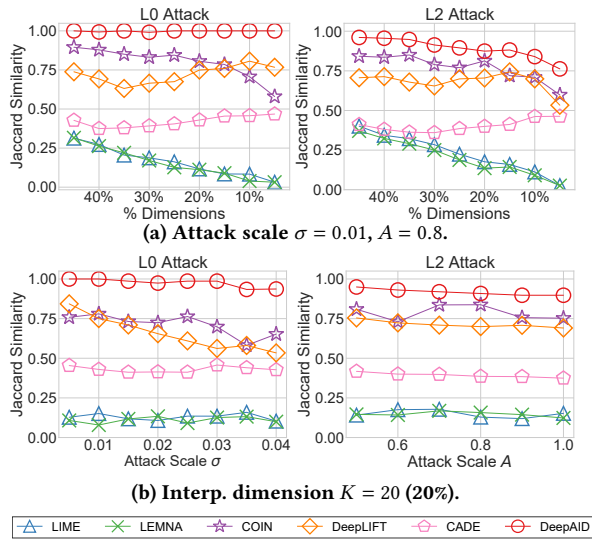 L0 Attack
L2 Attack
Jaccard Similarity
1.00
0.75
0.50
0.25
0.00
40% 30% 20% 10%
% Dimensions
Jaccard Similarity
1.00
0.75
0.50
0.25
0.00
40% 30% 20% 10%
% Dimensions
(a) Attack scale σ = 0.01, A = 0.8.
L0 Attack
L2 Attack
Jaccard Similarity
1.00
0.75
0.50
0.25
0.00
0.01 0.02 0.03 0.04
Attack Scale σ
Jaccard Similarity
1.00
0.75
0.50
0.25
0.00
0.6 0.8 1.0
Attack Scale A
(b) Interp. dimension K = 20 (20%).
LIME LEMNA COIN DeepLIFT CADE DeepAID